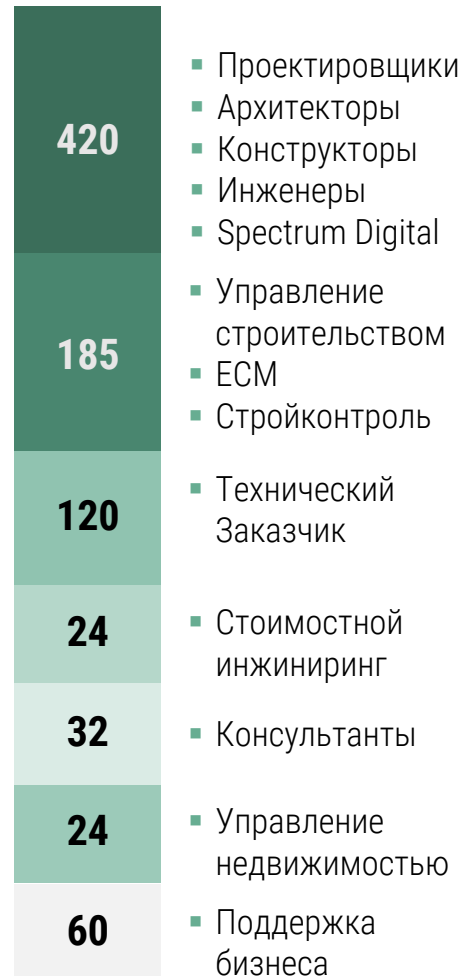 420
▪ Проектировщики
▪ Архитекторы
▪ Конструкторы
▪ Инженеры
▪ Spectrum Digital
185
▪ Управление
строительством
▪ ECM
▪ Стройконтроль
120
▪ Технический
Заказчик
24
▪ Стоимостной
инжиниринг
32
▪ Консультанты
24
▪ Управление
недвижимостью
60
▪ Поддержка
бизнеса